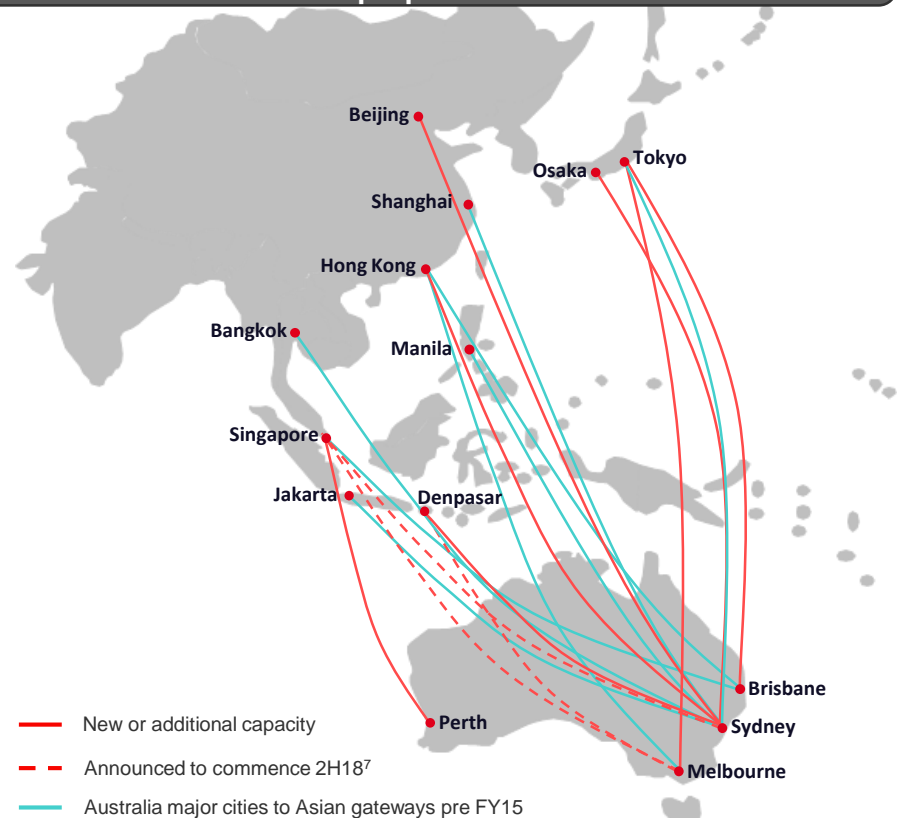 Beijing
Tokyo
Osaka
Shanghai
Hong Kong
Bangkok
Manila
Singapore
Jakarta
Denpasar
Brisbane
Perth
Sydney
Melbourne
New or additional capacity
Announced to commence 2H18⁷
Australia major cities to Asian gateways pre FY15